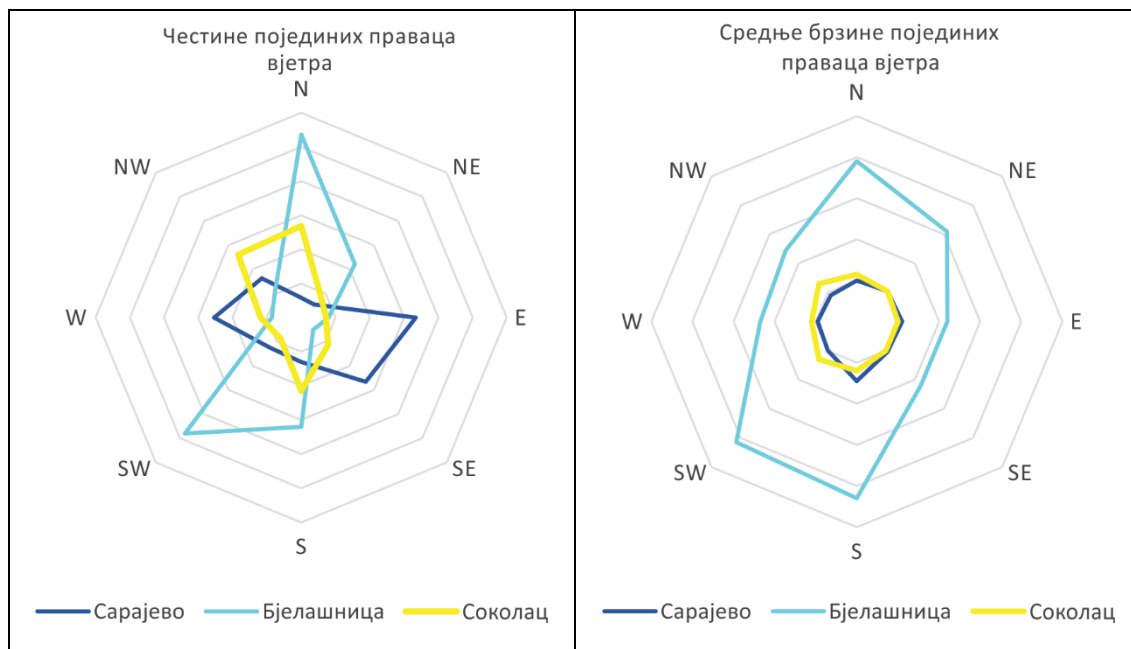 Честине појединих праваца
вјетра
N
NW
NE
W
E
SW
SE
S
Сарајево Бјелашница Соколац
Средње брзине појединих
праваца вјетра
N
NW
NE
W
E
SW
SE
S
Сарајево Бјелашница Соколац